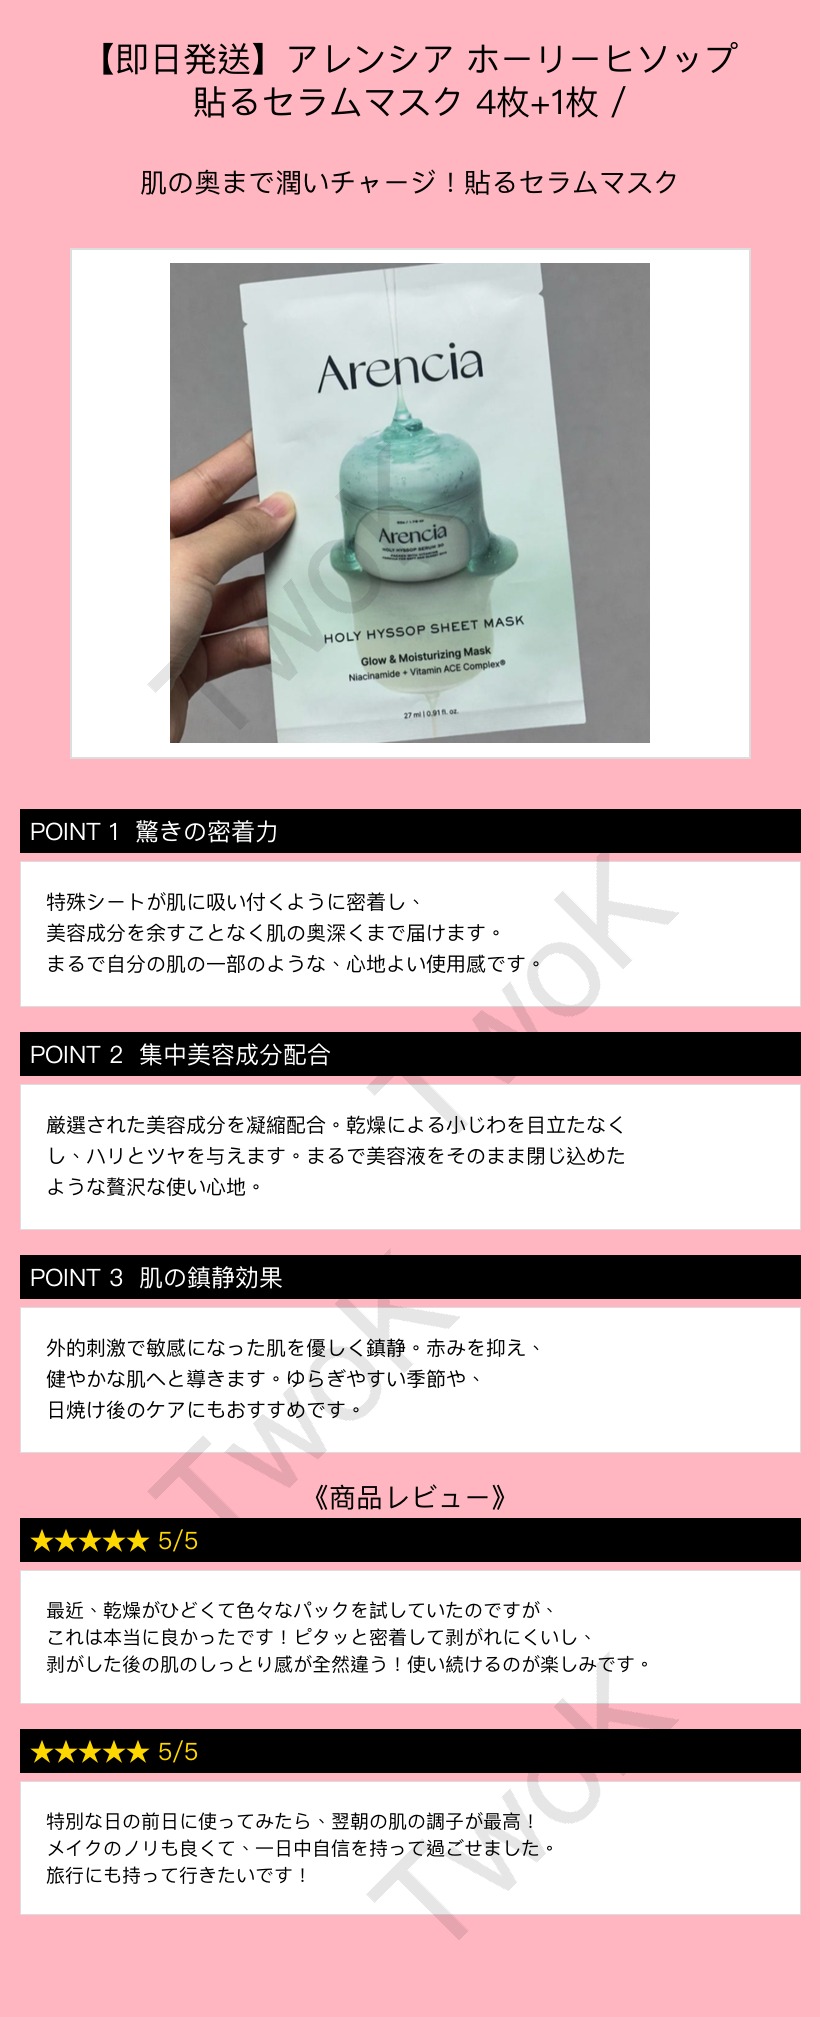 【即日発送】アレンシア ホーリーヒソップ
貼るセラムマスク 4枚+1枚 /
肌の奥まで潤いチャージ！貼るセラムマスク
Arencia
Arencia
HOLY HYSSOP SERUM 30
HOLY HYSSOP SHEET MASK
Glow & Moisturizing Mask
Niacinamide + Vitamin ACE Complex®
27 ml | 0.91 fl. oz.
TwoK
POINT 1 驚きの密着力
特殊シートが肌に吸い付くように密着し、
美容成分を余すことなく肌の奥深くまで届けます。
まるで自分の肌の一部のような、心地よい使用感です。
TwoK
POINT 2 集中美容成分配合
厳選された美容成分を凝縮配合。乾燥による小じわを目立たなく
し、ハリとツヤを与えます。まるで美容液をそのまま閉じ込めた
ような贅沢な使い心地。
POINT 3 肌の鎮静効果
外的刺激で敏感になった肌を優しく鎮静。赤みを抑え、
健やかな肌へと導きます。ゆらぎやすい季節や、
日焼け後のケアにもおすすめです。
TwoK
《商品レビュー》
★★★★★ 5/5
最近、乾燥がひどくて色々なパックを試していたのですが、
これは本当に良かったです！ピタッと密着して剥がれにくいし、
剥がした後の肌のしっとり感が全然違う！使い続けるのが楽しみです。
★★★★★ 5/5
特別な日の前日に使ってみたら、翌朝の肌の調子が最高！
メイクのノリも良くて、一日中自信を持って過ごせました。
旅行にも持って行きたいです！
TwoK